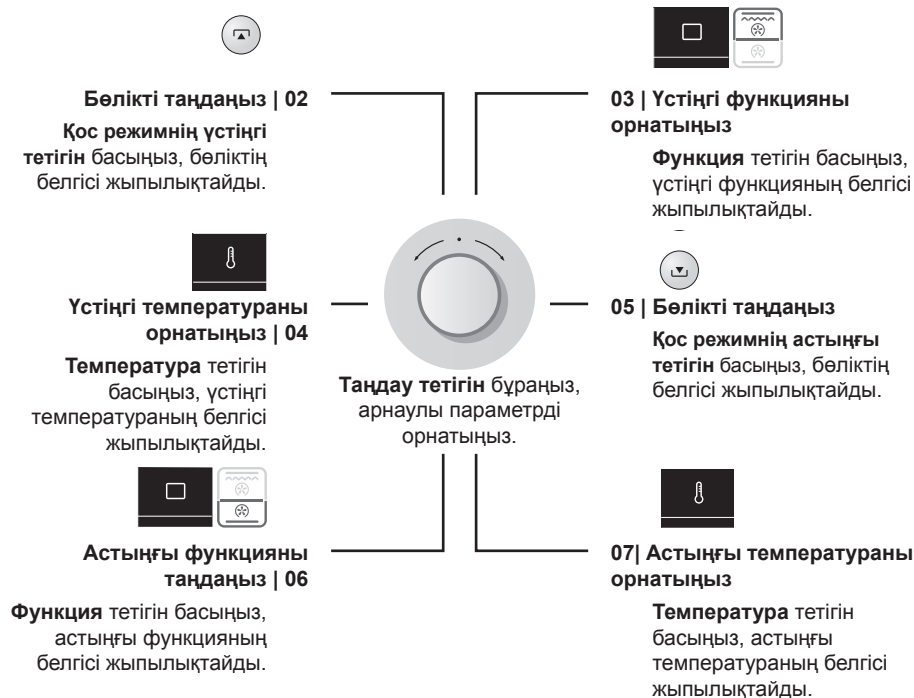 Бөлікті таңдаңыз | 02
Қос режимнің үстіңгі
тетігін басыңыз, бөліктің
белгісі жыпылықтайды.
03 | Үстіңгі функцияны
орнатыңыз
Функция тетігін басыңыз,
үстіңгі функцияның белгісі
жыпылықтайды.
Үстіңгі температураны
орнатыңыз | 04
Температура тетігін
басыңыз, үстіңгі
температураның белгісі
жыпылықтайды.
Таңдау тетігін бұраңыз,
арнаулы параметрді
орнатыңыз.
05 | Бөлікті таңдаңыз
Қос режимнің астыңғы
тетігін басыңыз, бөліктің
белгісі жыпылықтайды.
Астыңғы функцияны
таңдаңыз | 06
Функция тетігін басыңыз,
астыңғы функцияның
белгісі жыпылықтайды.
07| Астыңғы температураны
орнатыңыз
Температура тетігін
басыңыз, астыңғы
температураның белгісі
жыпылықтайды.